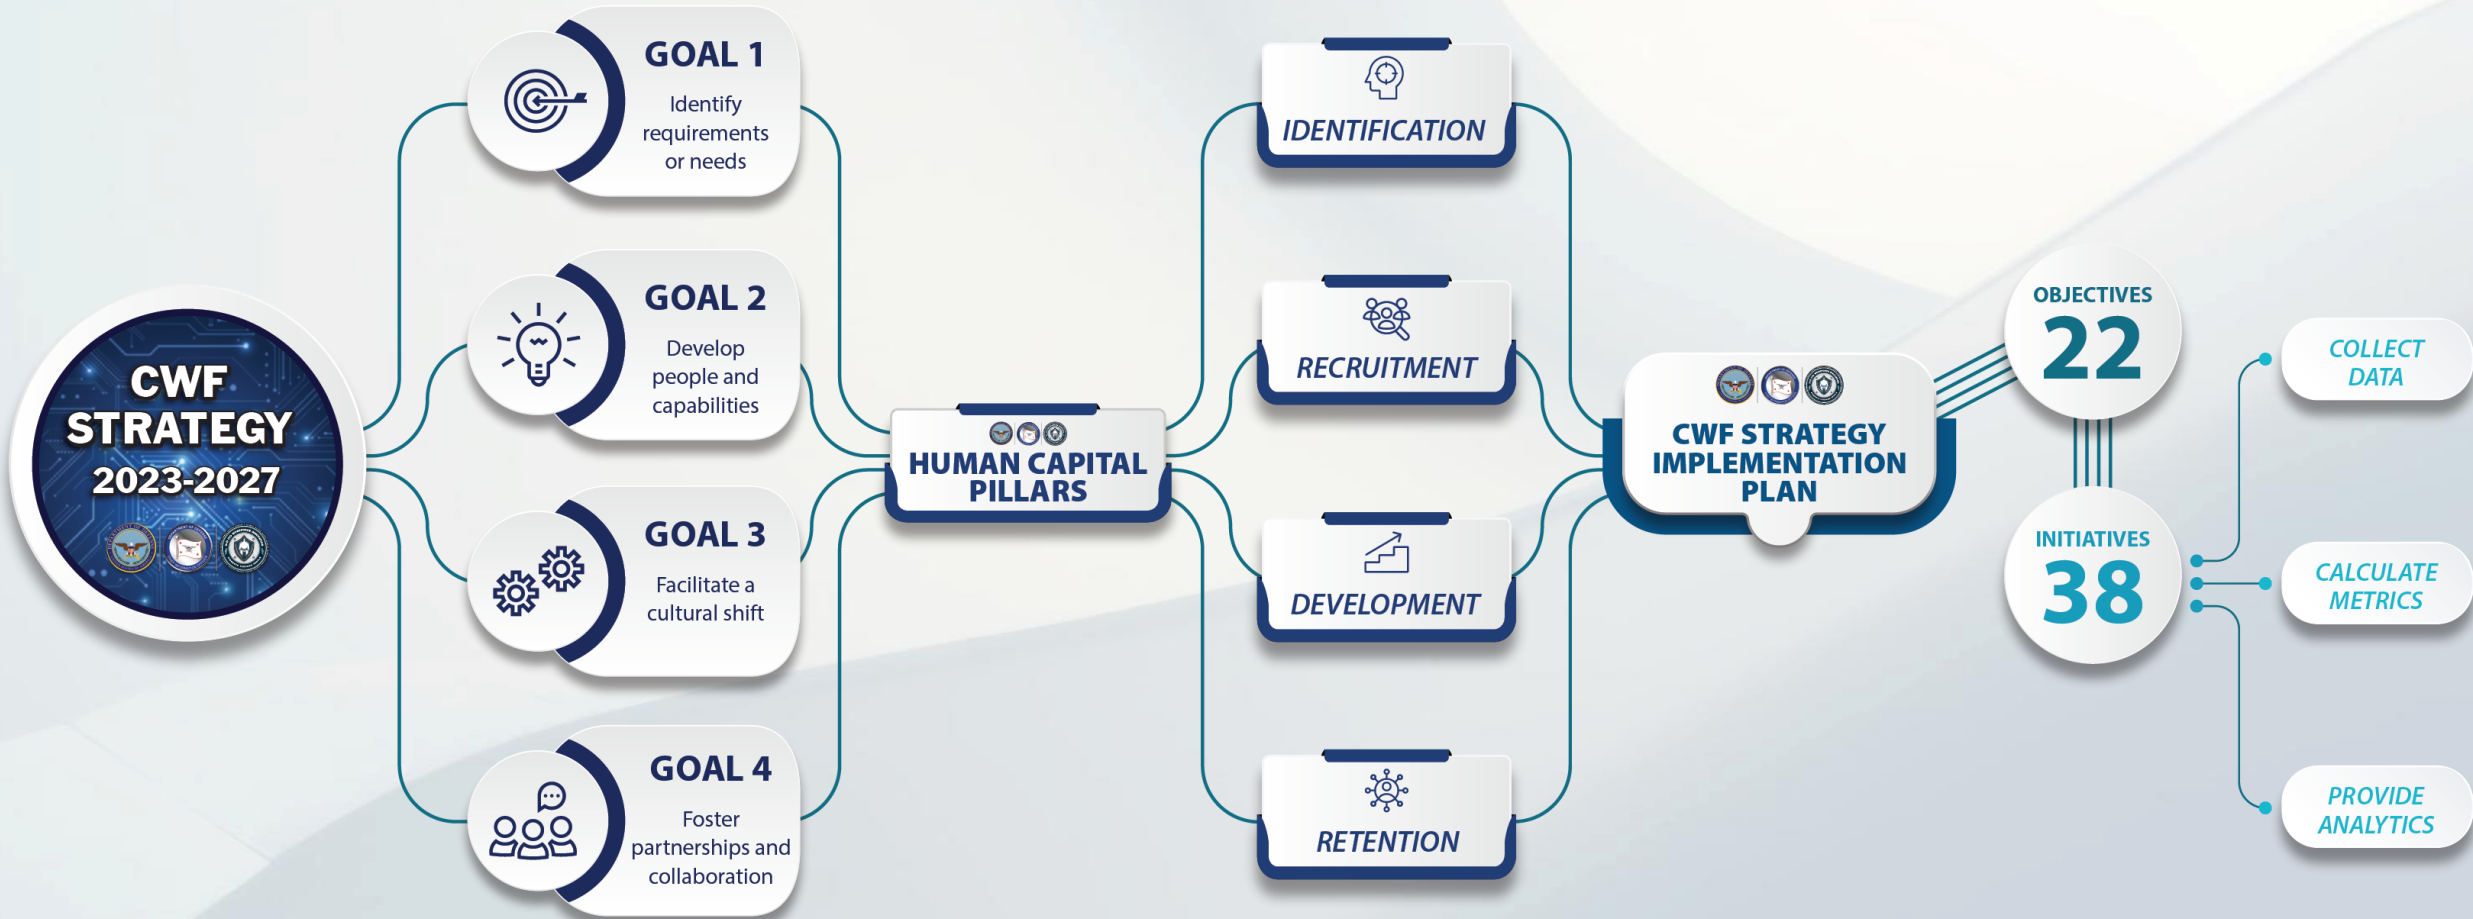 CWF
STRATEGY
2023-2027
GOAL 1
Identify
requirements
or needs
GOAL 2
Develop
people and
capabilities
GOAL 3
Facilitate a
cultural shift
GOAL 4
Foster
partnerships and
collaboration
HUMAN CAPITAL
PILLARS
IDENTIFICATION
RECRUITMENT
DEVELOPMENT
RETENTION
CWF STRATEGY
IMPLEMENTATION
PLAN
OBJECTIVES
22
INITIATIVES
38
COLLECT
DATA
CALCULATE
METRICS
PROVIDE
ANALYTICS